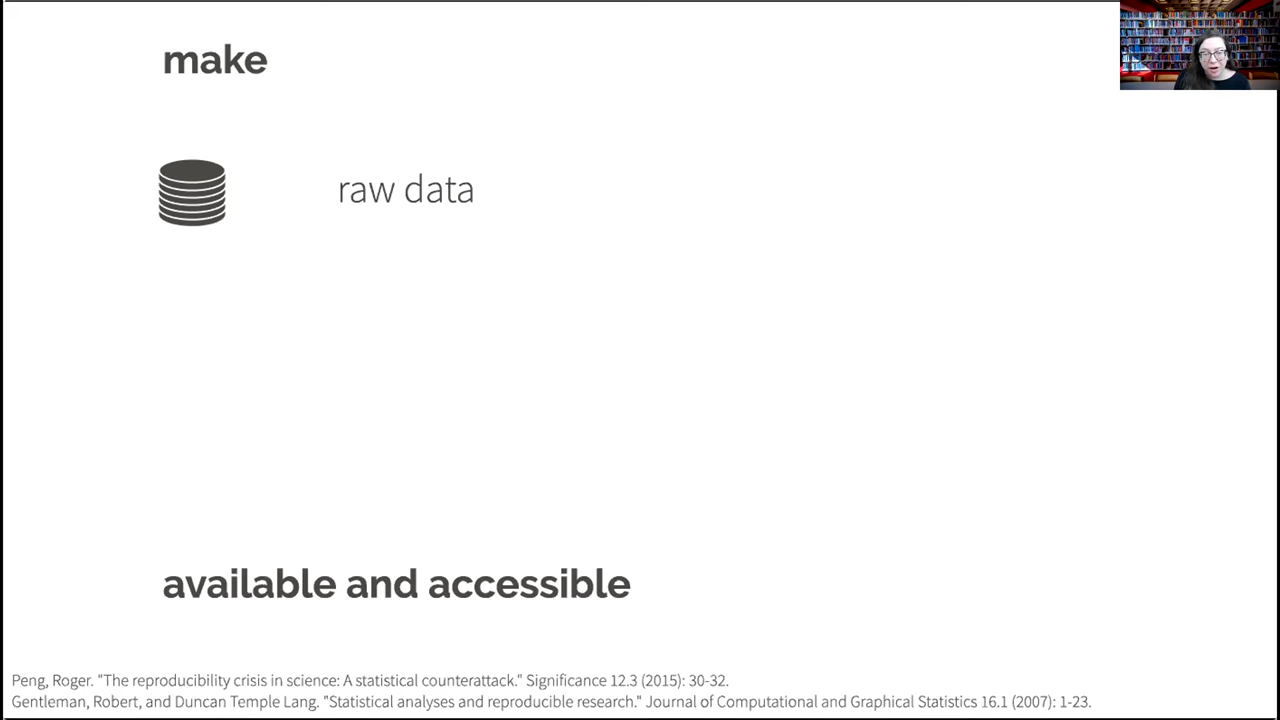 make
raw data
available and accessible
Peng, Roger. "The reproducibility crisis in science: A statistical counterattack." Significance 12.3 (2015): 30-32.
Gentleman, Robert, and Duncan Temple Lang. "Statistical analyses and reproducible research." Journal of Computational and Graphical Statistics 16.1 (2007): 1-23.